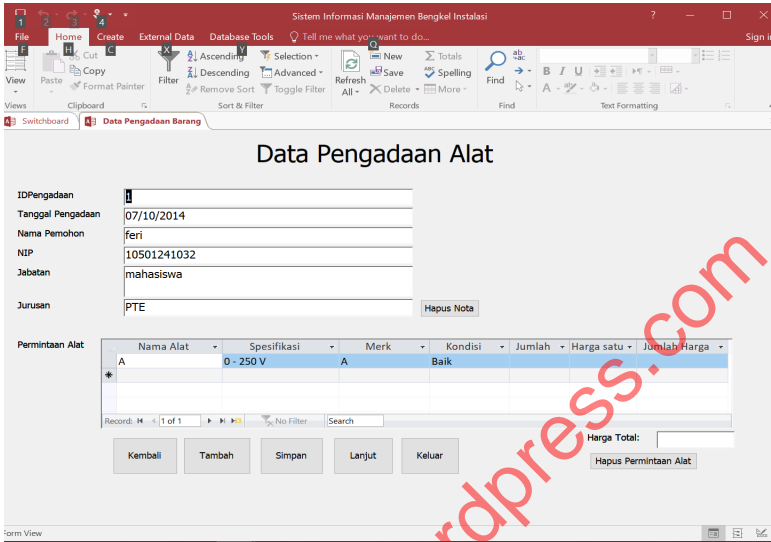 Sistem Informasi Manajemen Bengkel Instalasi ?
1 2 3 4
File Home Create External Data Database Tools Tell me what you want to do... Sign i
F H C X Y Q
View
Paste
Cut
Copy
Format Painter
Filter
Ascending
Descending
Remove Sort
Selection
Advanced
Toggle Filter
Refresh All
New
Save
Delete
Totals
Spelling
More
Find
B I U
A
Views Clipboard Sort & Filter Records Find Text Formatting
Switchboard Data Pengadaan Barang
Data Pengadaan Alat
IDPengadaan 1
Tanggal Pengadaan 07/10/2014
Nama Pemohon feri
NIP 10501241032
Jabatan mahasiswa
Jurusan PTE Hapus Nota
Permintaan Alat
Nama Alat Spesifikasi Merk Kondisi Jumlah Harga satu Jumlah Harga
A 0 - 250 V A Baik
Record: 1 of 1 No Filter Search
Harga Total:
Kembali Tambah Simpan Lanjut Keluar
Hapus Permintaan Alat
Form View
rdpress.com